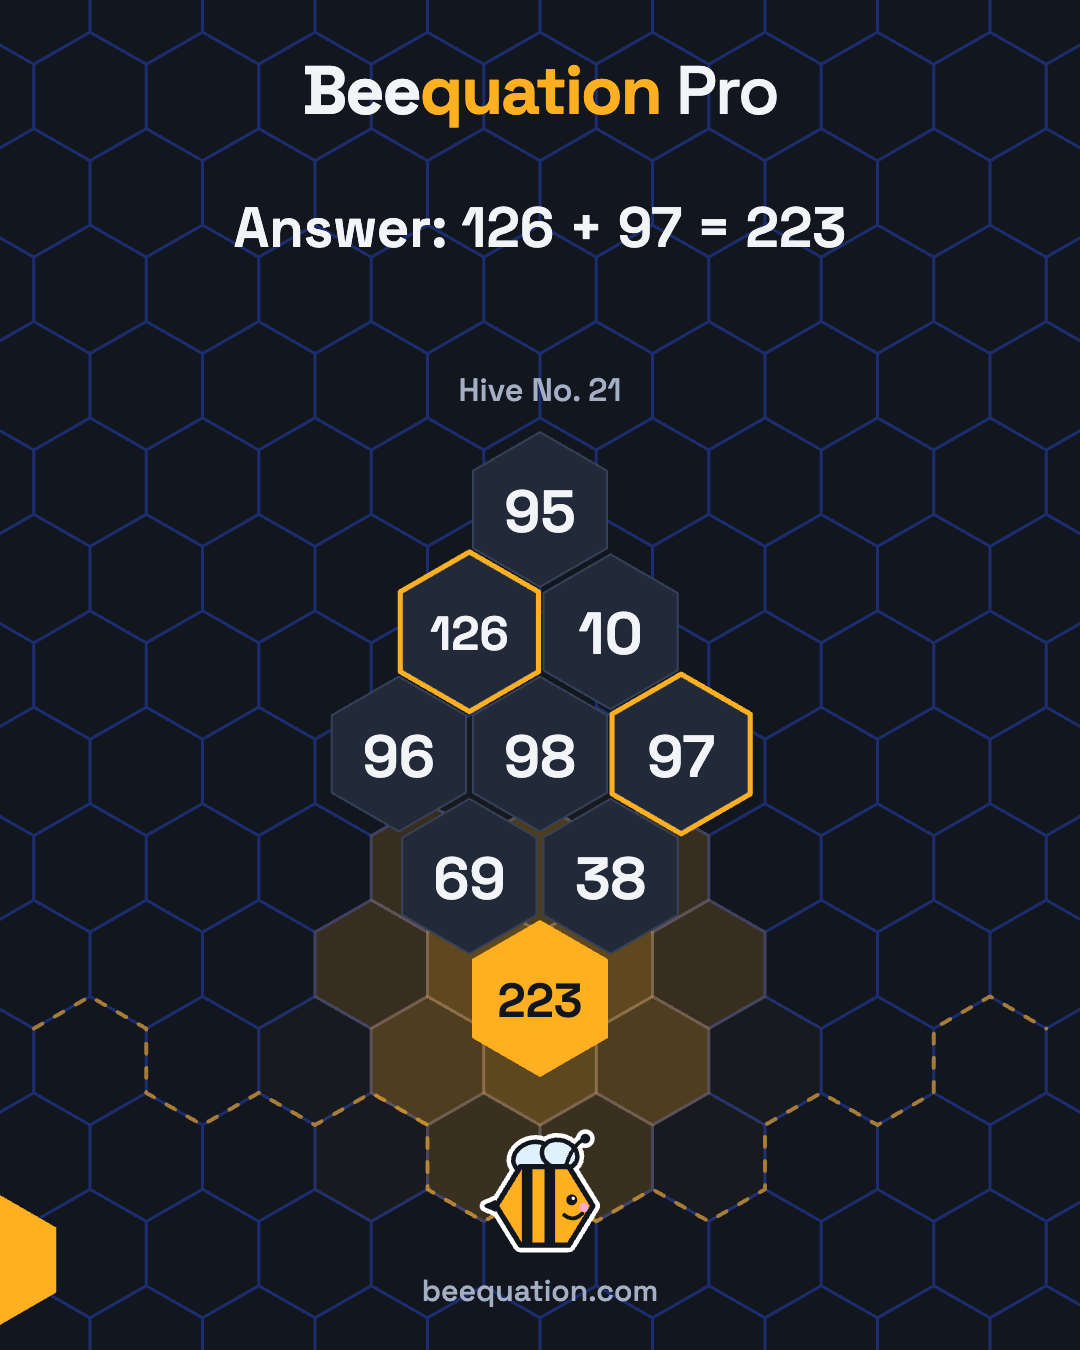 Beequation Pro
Answer: 126 + 97 = 223
Hive No. 21
95
126 10
96 98 97
69 38
223
beequation.com